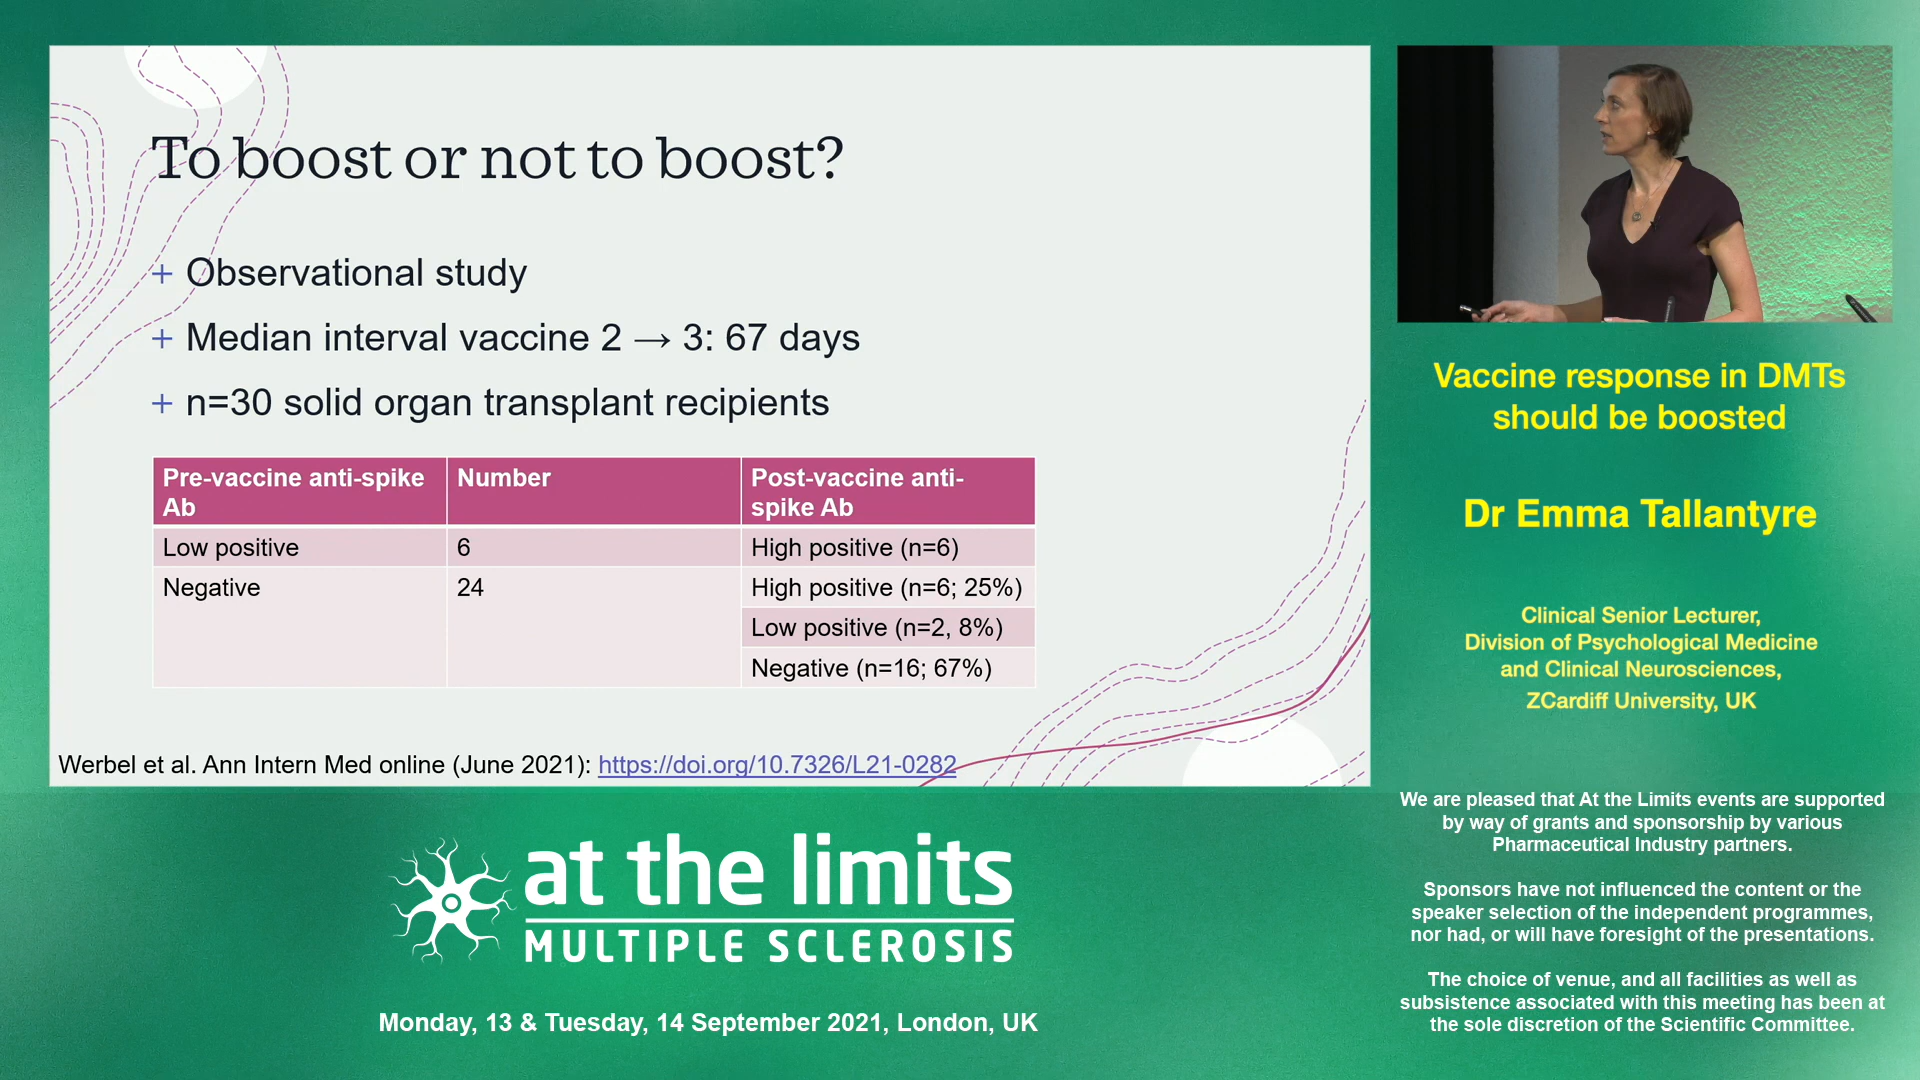 To boost or not to boost?
+ Observational study
+ Median interval vaccine 2 → 3: 67 days
+ n=30 solid organ transplant recipients
Pre-vaccine anti-spike Ab | Number | Post-vaccine anti-spike Ab
Low positive | 6 | High positive (n=6)
Negative | 24 | High positive (n=6; 25%)
Low positive (n=2, 8%)
Negative (n=16; 67%)
Werbel et al. Ann Intern Med online (June 2021): https://doi.org/10.7326/L21-0282
Vaccine response in DMTs
should be boosted
Dr Emma Tallantyre
Clinical Senior Lecturer,
Division of Psychological Medicine
and Clinical Neurosciences,
ZCardiff University, UK
at the limits
MULTIPLE SCLEROSIS
Monday, 13 & Tuesday, 14 September 2021, London, UK
We are pleased that At the Limits events are supported
by way of grants and sponsorship by various
Pharmaceutical Industry partners.
Sponsors have not influenced the content or the
speaker selection of the independent programmes,
nor had, or will have foresight of the presentations.
The choice of venue, and all facilities as well as
subsistence associated with this meeting has been at
the sole discretion of the Scientific Committee.